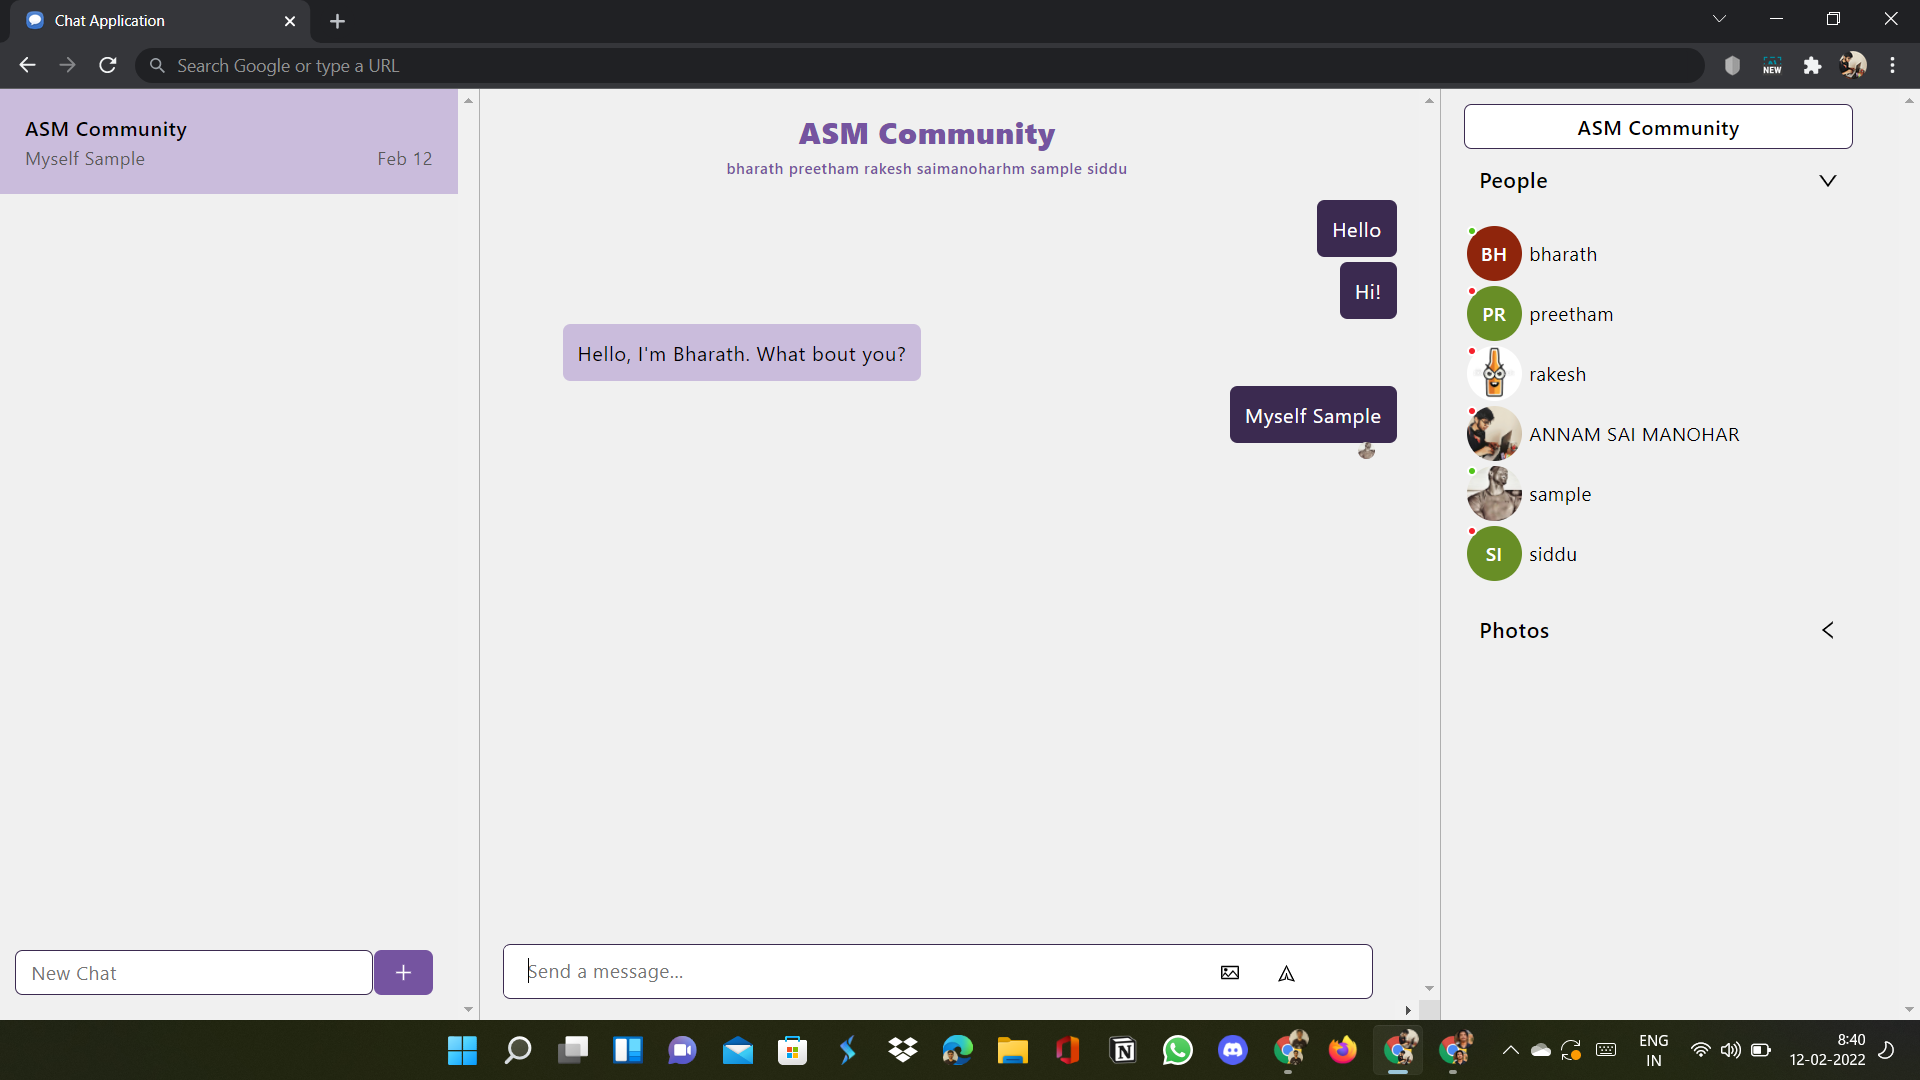 Chat Application
Search Google or type a URL
NEW
ASM Community
Myself Sample
Feb 12
New Chat
+
ASM Community
bharath preetham rakesh saimanoharhm sample siddu
Hello
Hi!
Hello, I'm Bharath. What bout you?
Myself Sample
Send a message...
ASM Community
People
BH bharath
PR preetham
rakesh
ANNAM SAI MANOHAR
sample
SI siddu
Photos
ENG
IN
8:40
12-02-2022